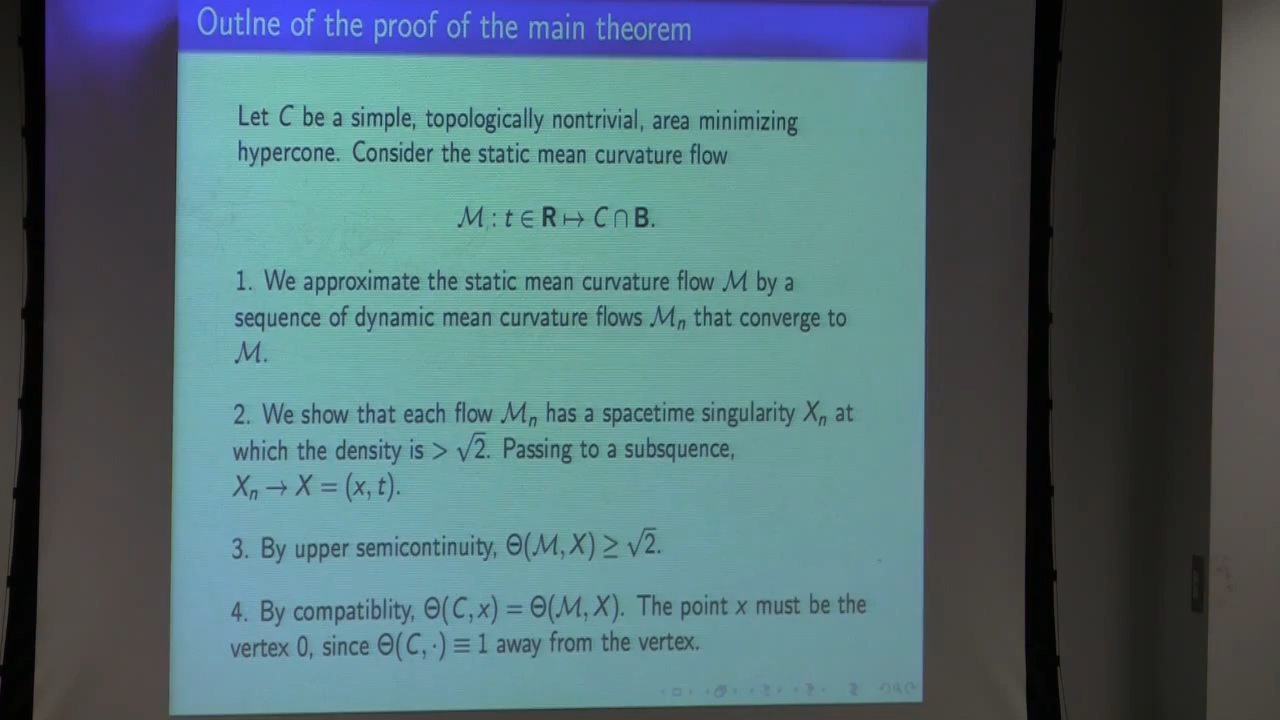 Outlne of the proof of the main theorem
Let C be a simple, topologically nontrivial, area minimizing
hypercone. Consider the static mean curvature flow
ℳ : t ∈ R ↦ C ∩ B.
1. We approximate the static mean curvature flow ℳ by a
sequence of dynamic mean curvature flows ℳₙ that converge to
ℳ.
2. We show that each flow ℳₙ has a spacetime singularity Xₙ at
which the density is > √2. Passing to a subsquence,
Xₙ → X = (x, t).
3. By upper semicontinuity, Θ(ℳ, X) ≥ √2.
4. By compatiblity, Θ(C, x) = Θ(ℳ, X). The point x must be the
vertex 0, since Θ(C, ·) ≡ 1 away from the vertex.